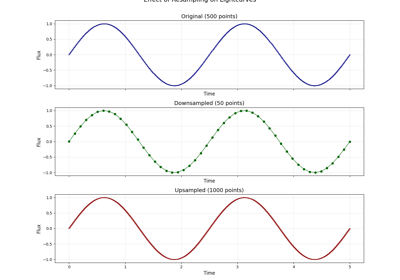 Effect of Resampling on Lightcurves
Original (500 points)
1.0
0.5
0.0
−0.5
−1.0
Flux
Time
Downsampled (50 points)
1.0
0.5
0.0
−0.5
−1.0
Flux
Time
Upsampled (1000 points)
1.0
0.5
0.0
−0.5
−1.0
Flux
0 1 2 3 4 5
Time